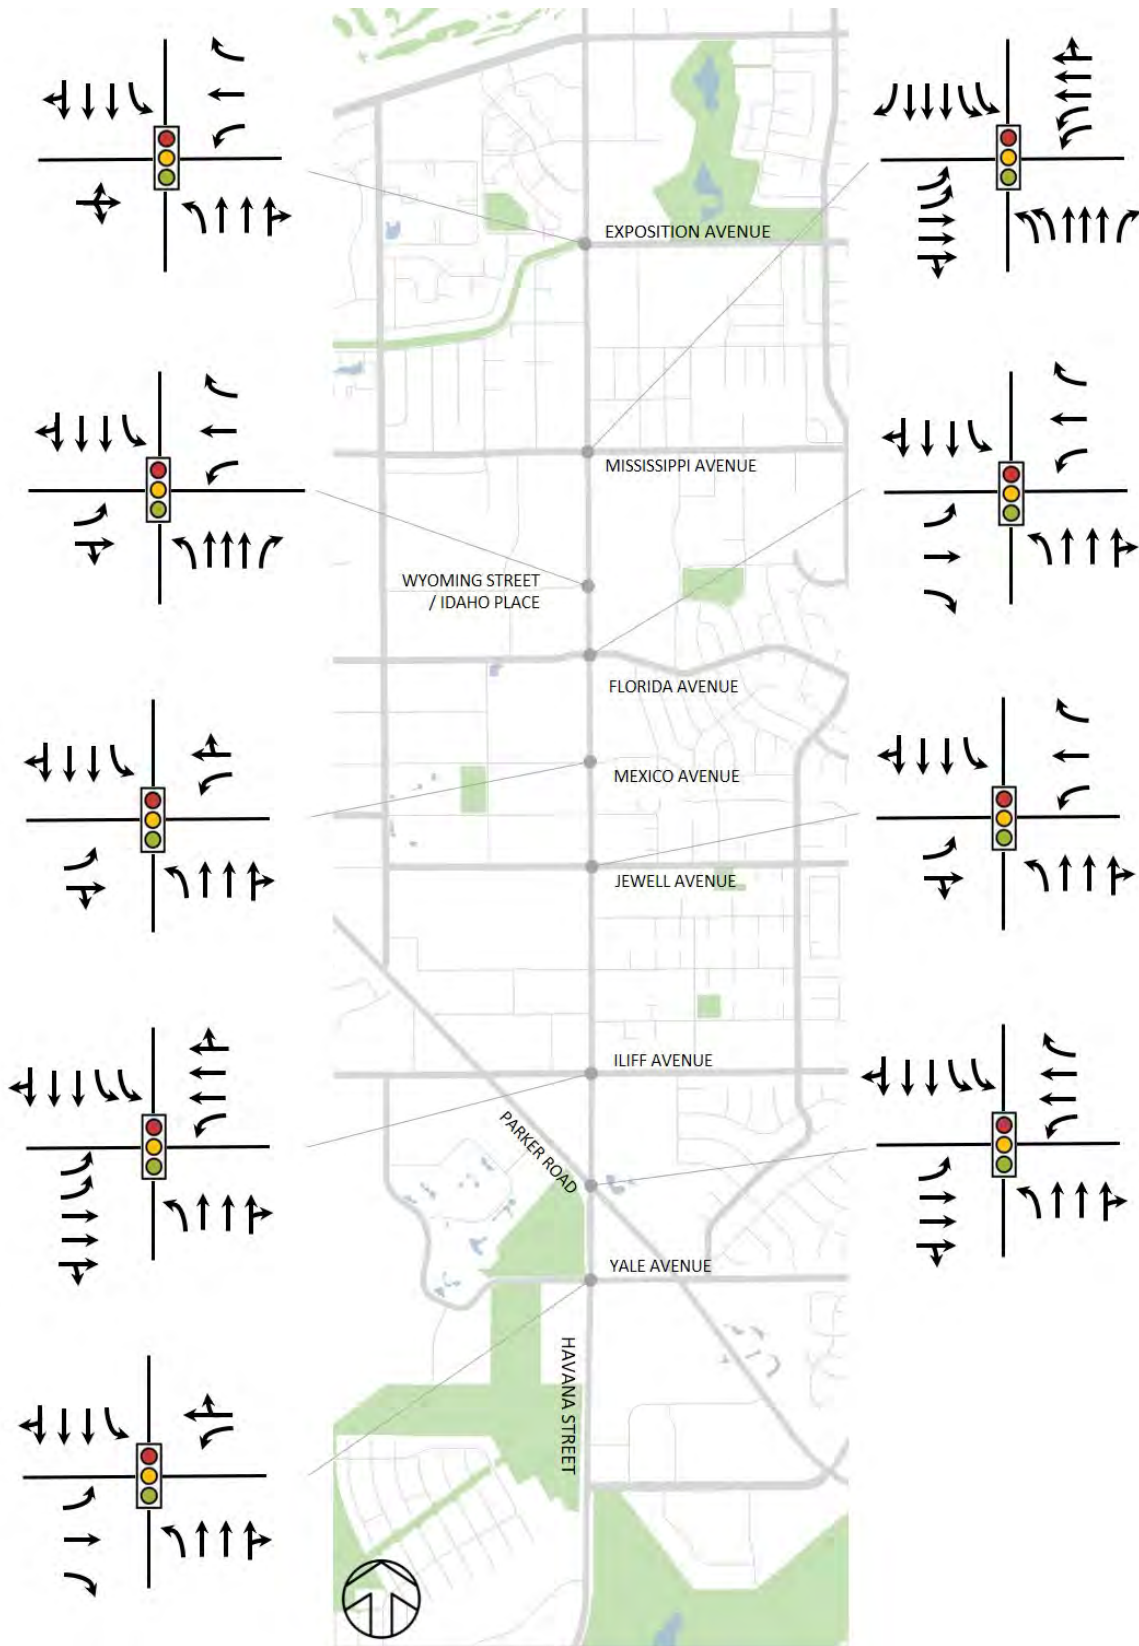 EXPOSITION AVENUE
MISSISSIPPI AVENUE
WYOMING STREET
/ IDAHO PLACE
FLORIDA AVENUE
MEXICO AVENUE
JEWELL AVENUE
ILIFF AVENUE
PARKER ROAD
YALE AVENUE
HAVANA STREET